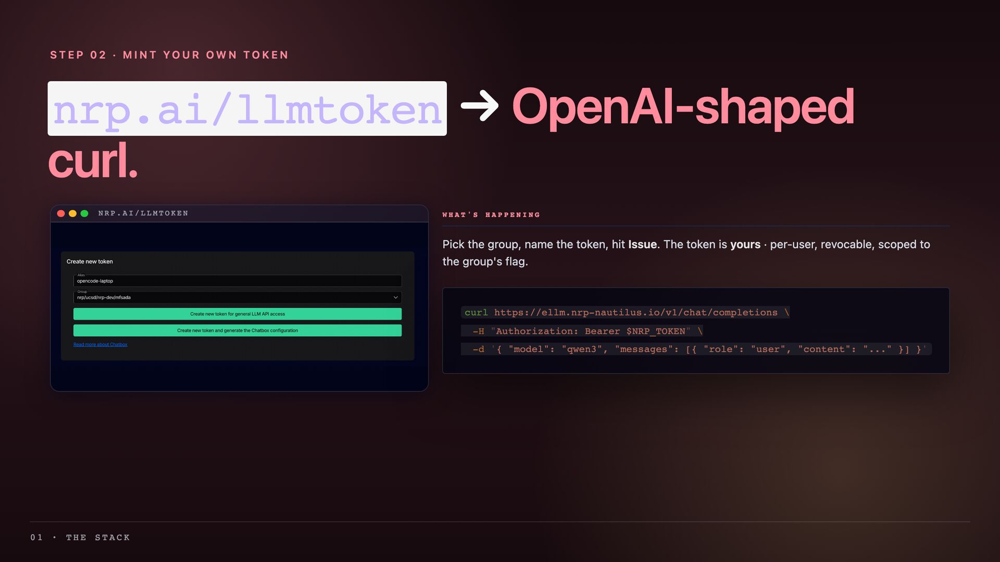 STEP 02 · MINT YOUR OWN TOKEN
nrp.ai/llmtoken → OpenAI-shaped
curl.
NRP.AI/LLMTOKEN
Create new token
Alias
opencode-laptop
Group
nrp/ucsd/nrp-dev/mfsada
Create new token for general LLM API access
Create new token and generate the Chatbox configuration
Read more about Chatbox
WHAT'S HAPPENING
Pick the group, name the token, hit Issue. The token is yours · per-user, revocable, scoped to
the group's flag.
curl https://ellm.nrp-nautilus.io/v1/chat/completions \
-H "Authorization: Bearer $NRP_TOKEN" \
-d '{ "model": "qwen3", "messages": [{ "role": "user", "content": "..." }] }'
01 · THE STACK